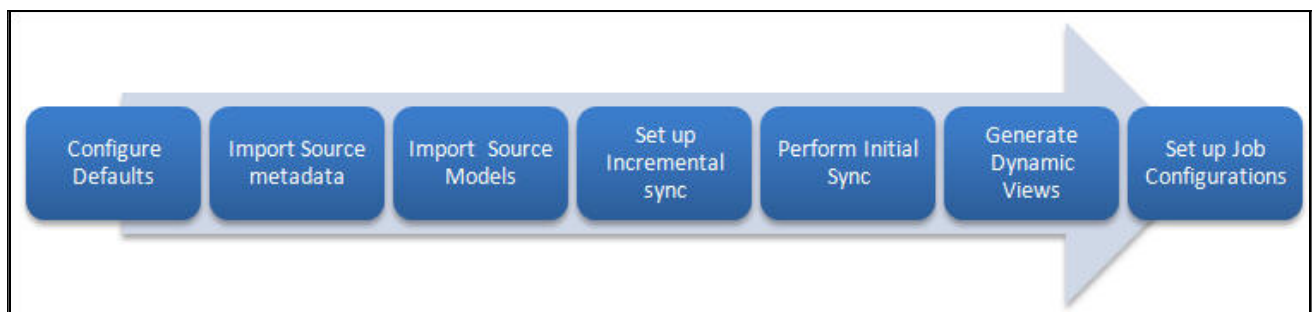 Configure
Defaults
Import Source
metadata
Import Source
Models
Set up
Incremental
sync
Perform Initial
Sync
Generate
Dynamic
Views
Set up Job
Configurations